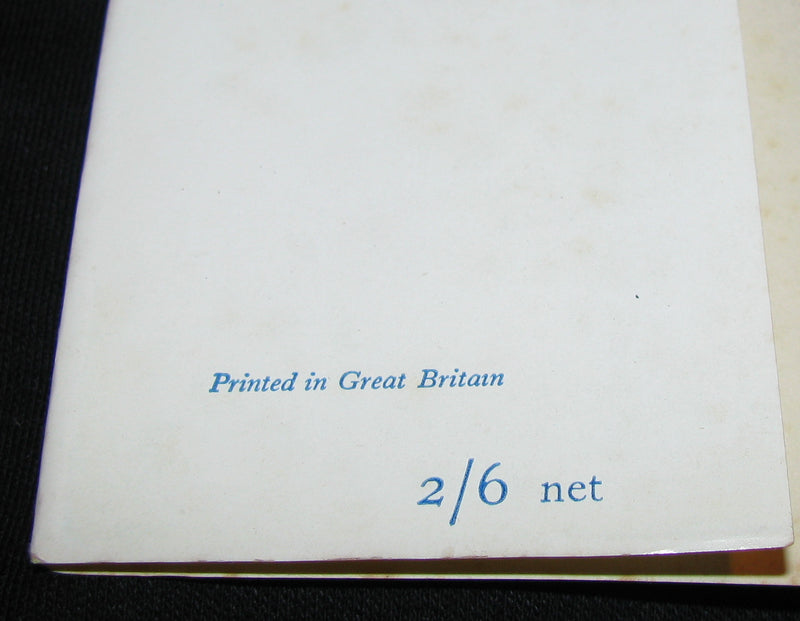 Printed in Great Britain
2/6 net